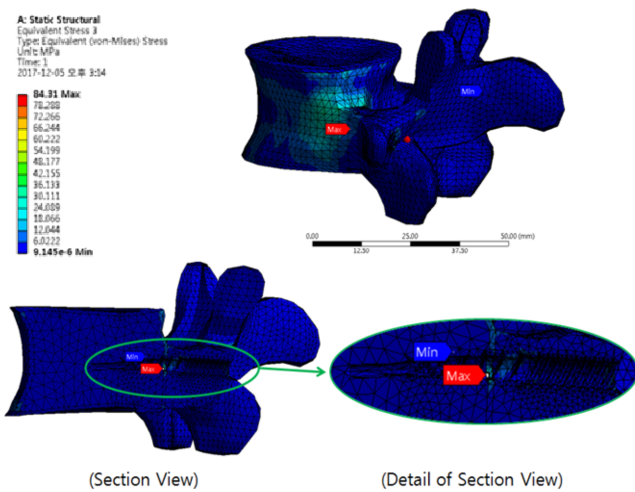 A: Static Structural
Equivalent Stress 3
Type: Equivalent (von-Mises) Stress
Unit: MPa
Time: 1
2017-12-05 오후 3:14
84.31 Max
78.288
72.266
66.244
60.222
54.199
48.177
42.155
36.133
30.111
24.089
18.066
12.044
6.0222
9.145e-6 Min
Min
Max
0.00
25.00
50.00 (mm)
12.50
37.50
Min
Max
Min
Max
(Section View)
(Detail of Section View)